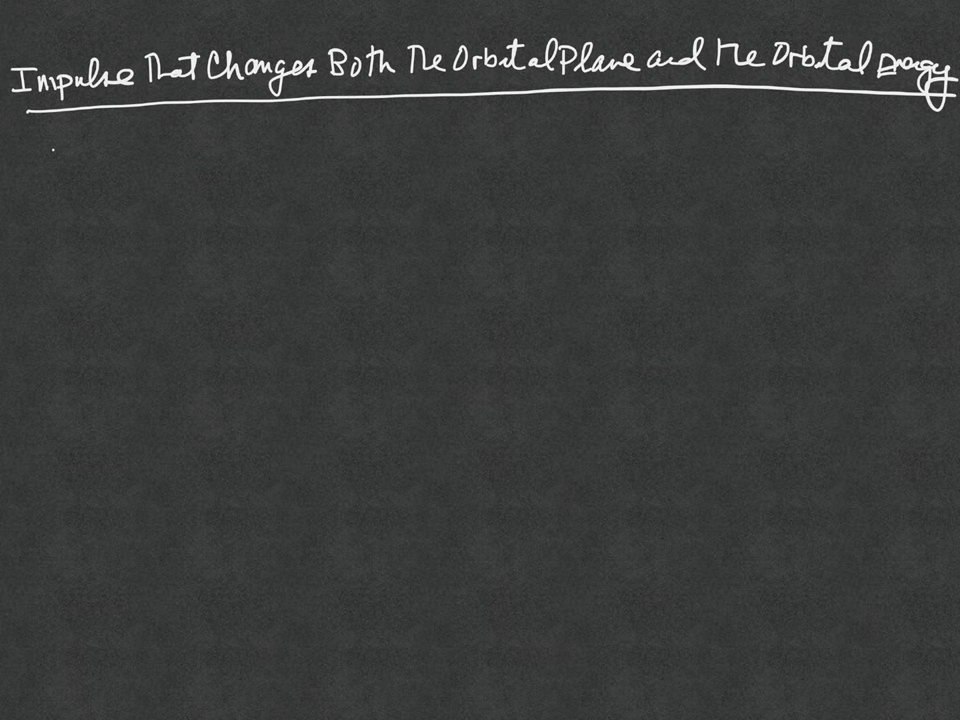 Impulse That Changes Both The Orbital Plane and the Orbital Energy